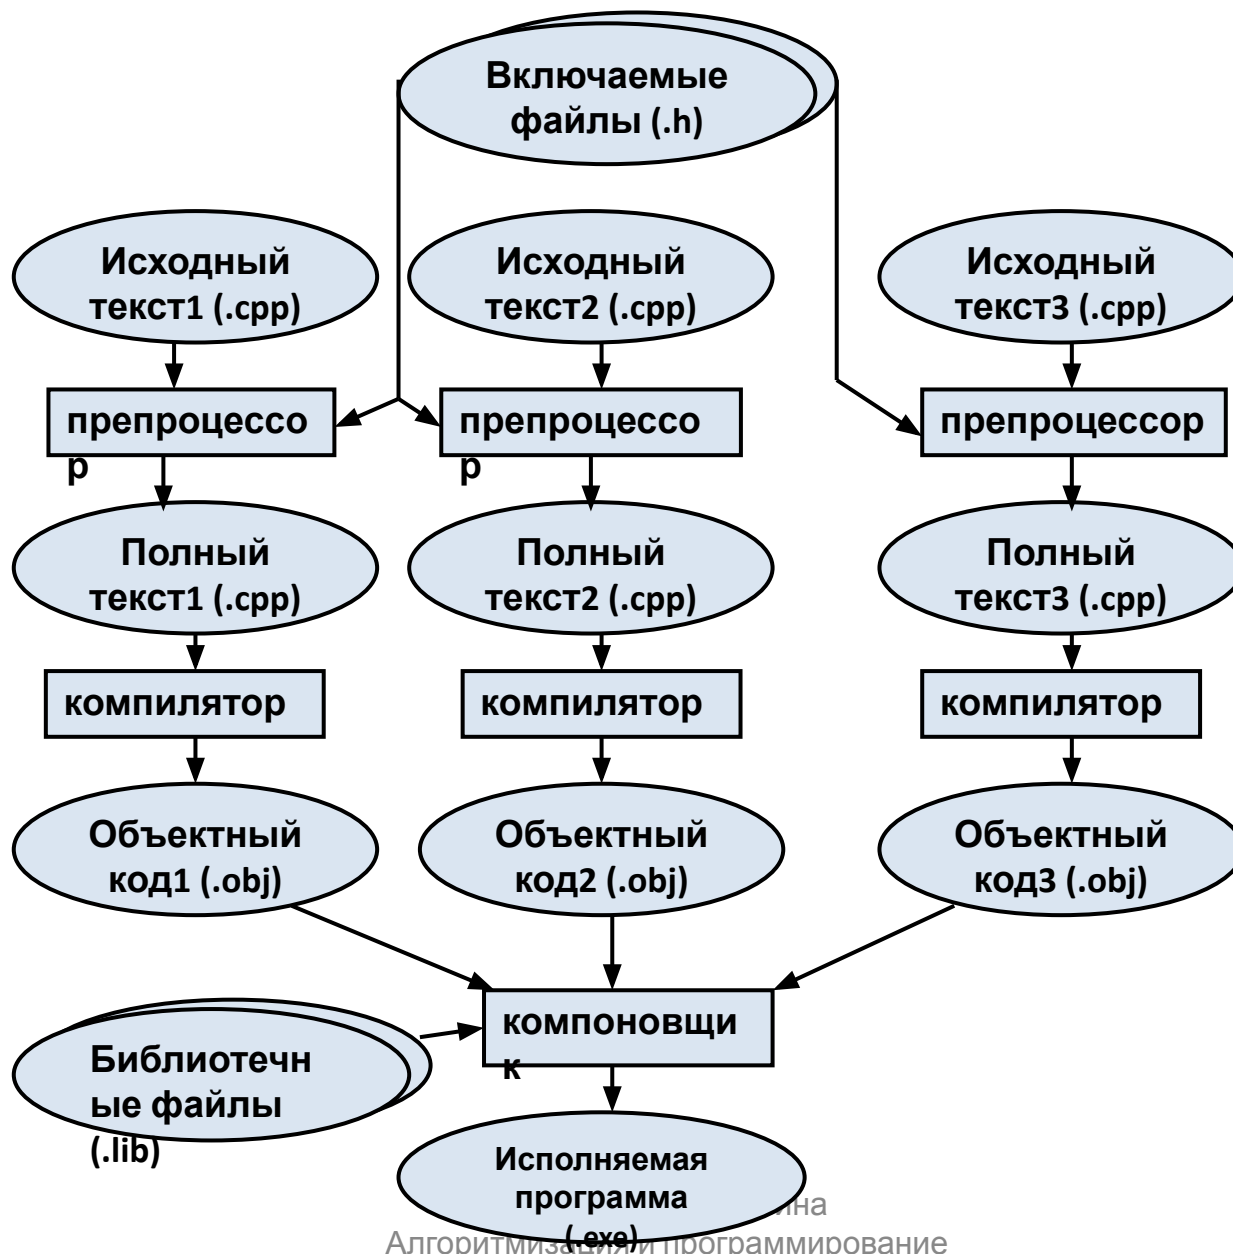 Включаемые
файлы (.h)
Исходный
текст1 (.cpp)
Исходный
текст2 (.cpp)
Исходный
текст3 (.cpp)
препроцессо
р
препроцессо
р
препроцессор
Полный
текст1 (.cpp)
Полный
текст2 (.cpp)
Полный
текст3 (.cpp)
компилятор
компилятор
компилятор
Объектный
код1 (.obj)
Объектный
код2 (.obj)
Объектный
код3 (.obj)
компоновщи
к
Библиотечн
ые файлы
(.lib)
Исполняемая
программа
(.exe)
Алгоритмизация и программирование